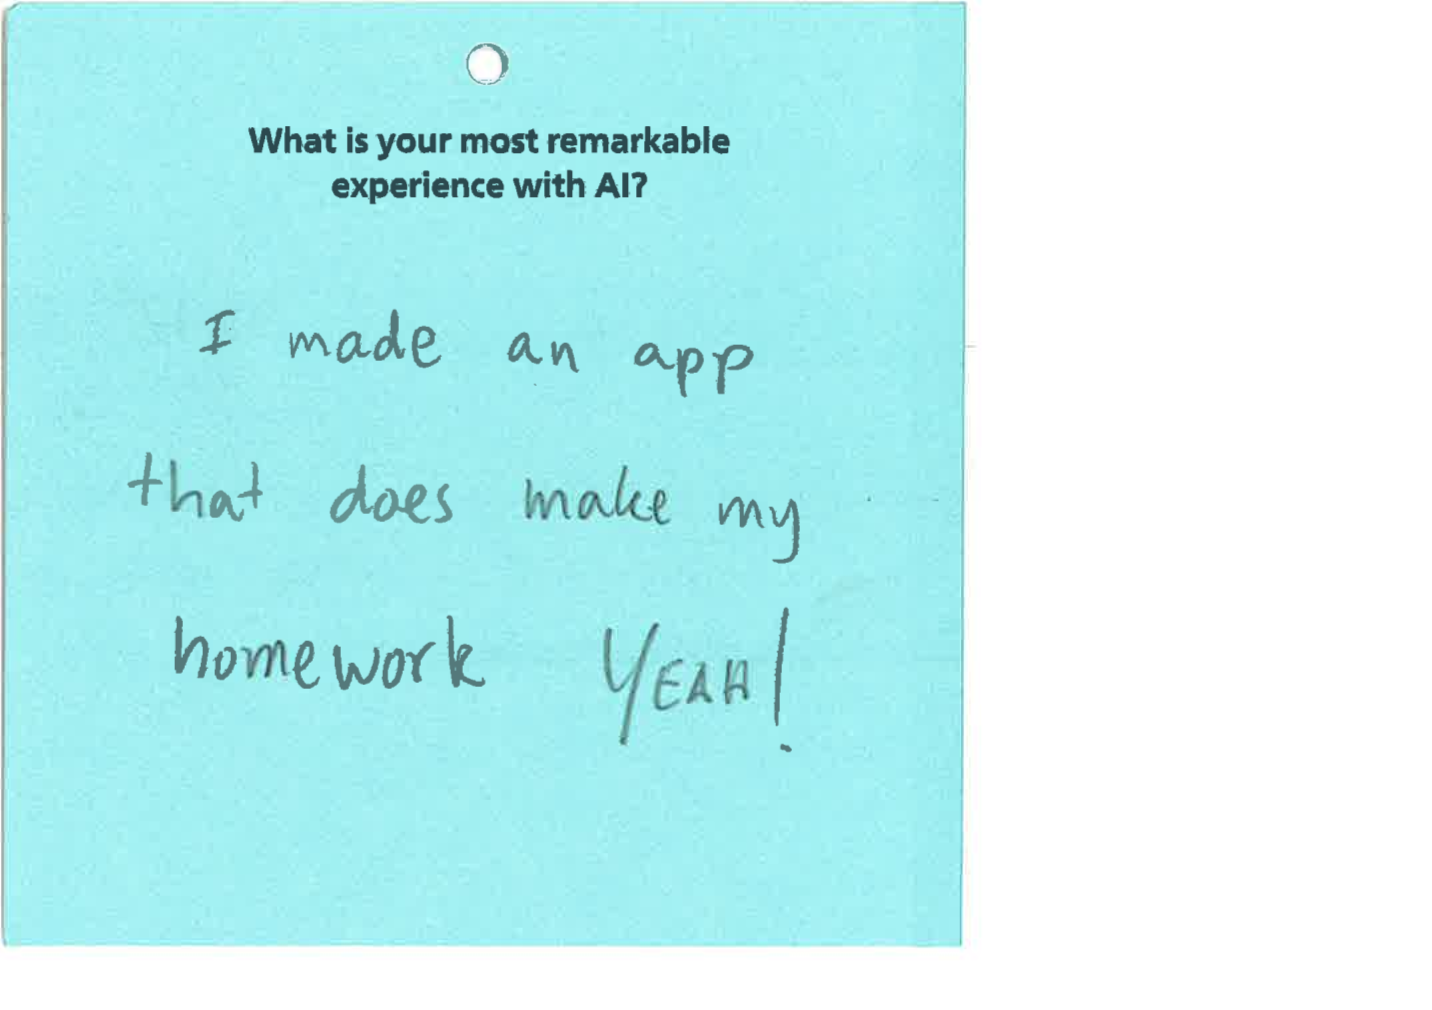 What is your most remarkable
experience with AI?
I made an app
that does make my
homework YEAH!